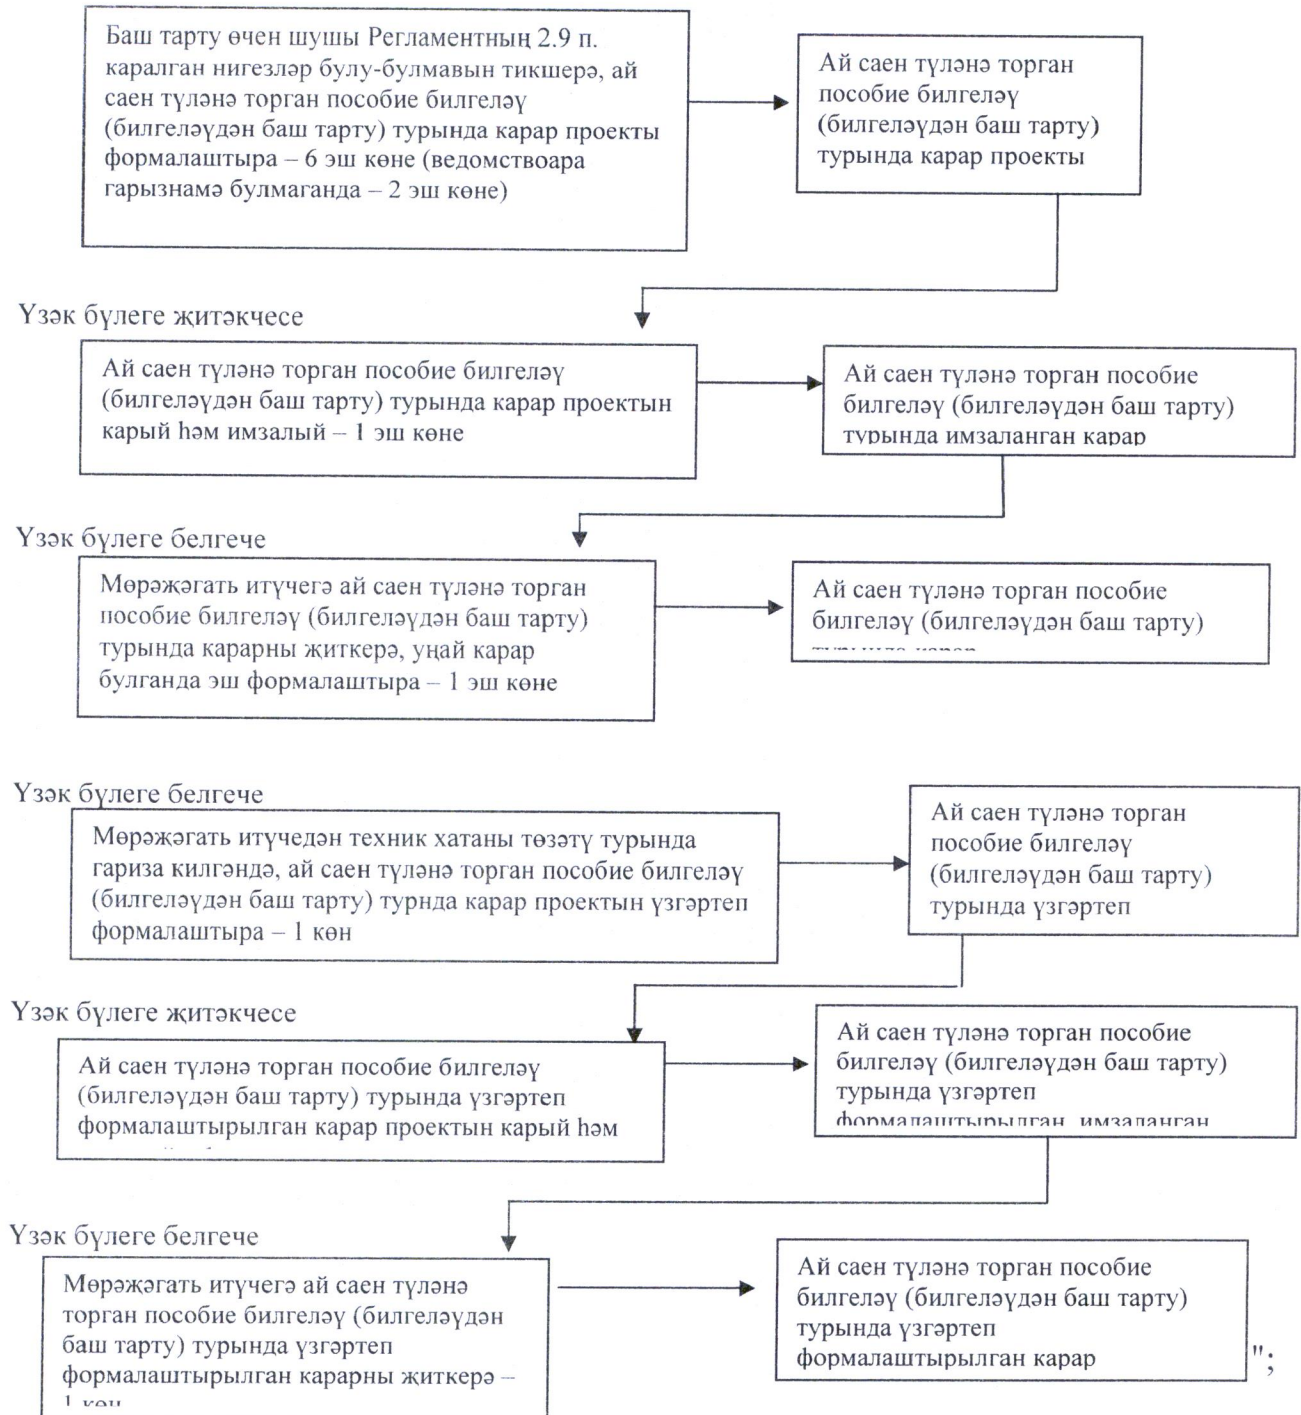 Баш тарту өчен шушы Регламентның 2.9 п.
каралган нигезләр булу-булмавын тикшерә, ай
саен түләнә торган пособие билгеләү
(билгеләүдән баш тарту) турында карар проекты
формалаштыра – 6 эш көне (ведомствоара
гарызнамә булмаганда – 2 эш көне)
Ай саен түләнә торган
пособие билгеләү
(билгеләүдән баш тарту)
турында карар проекты
Үзәк бүлеге җитәкчесе
Ай саен түләнә торган пособие билгеләү
(билгеләүдән баш тарту) турында карар проектын
карый һәм имзалый – 1 эш көне
Ай саен түләнә торган пособие
билгеләү (билгеләүдән баш тарту)
турында имзаланган карар
Үзәк бүлеге белгече
Мөрәҗәгать итүчегә ай саен түләнә торган
пособие билгеләү (билгеләүдән баш тарту)
турында карарны җиткерә, уңай карар
булганда эш формалаштыра – 1 эш көне
Ай саен түләнә торган пособие
билгеләү (билгеләүдән баш тарту)
Үзәк бүлеге белгече
Мөрәҗәгать итүчедән техник хатаны төзәтү турында
гариза килгәндә, ай саен түләнә торган пособие билгеләү
(билгеләүдән баш тарту) турнда карар проектын үзгәртеп
формалаштыра – 1 көн
Ай саен түләнә торган
пособие билгеләү
(билгеләүдән баш тарту)
турында үзгәртеп
Үзәк бүлеге җитәкчесе
Ай саен түләнә торган пособие билгеләү
(билгеләүдән баш тарту) турында үзгәртеп
формалаштырылган карар проектын карый һәм
Ай саен түләнә торган пособие
билгеләү (билгеләүдән баш тарту)
турында үзгәртеп
формалаштырылган, имзаланган
Үзәк бүлеге белгече
Мөрәҗәгать итүчегә ай саен түләнә
торган пособие билгеләү (билгеләүдән
баш тарту) турында үзгәртеп
формалаштырылган карарны җиткерә –
1 көн
Ай саен түләнә торган пособие
билгеләү (билгеләүдән баш тарту)
турында үзгәртеп
формалаштырылган карар
";